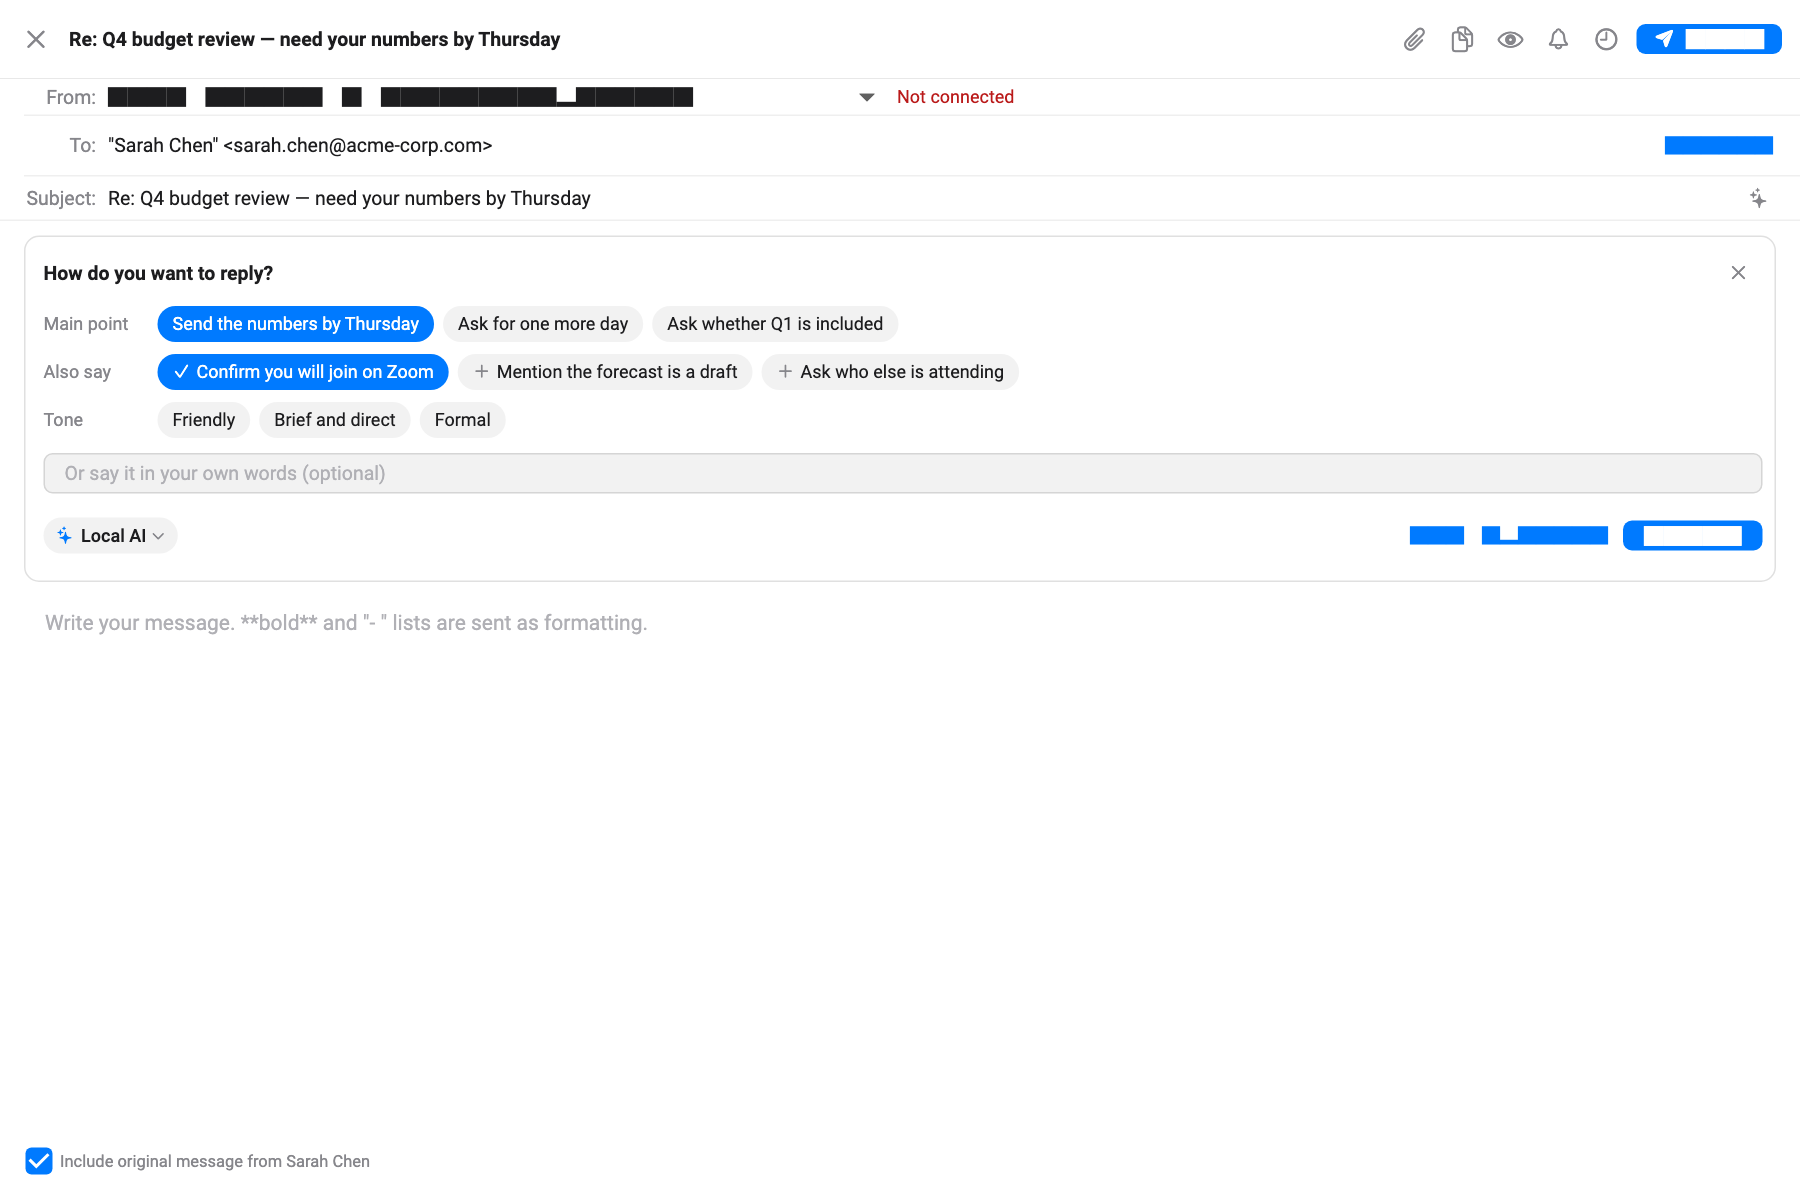 Re: Q4 budget review — need your numbers by Thursday
From:
Not connected
To: "Sarah Chen" <sarah.chen@acme-corp.com>
Subject: Re: Q4 budget review — need your numbers by Thursday
How do you want to reply?
Main point Send the numbers by Thursday Ask for one more day Ask whether Q1 is included
Also say Confirm you will join on Zoom Mention the forecast is a draft Ask who else is attending
Tone Friendly Brief and direct Formal
Or say it in your own words (optional)
Local AI
Write your message. **bold** and "- " lists are sent as formatting.
Include original message from Sarah Chen